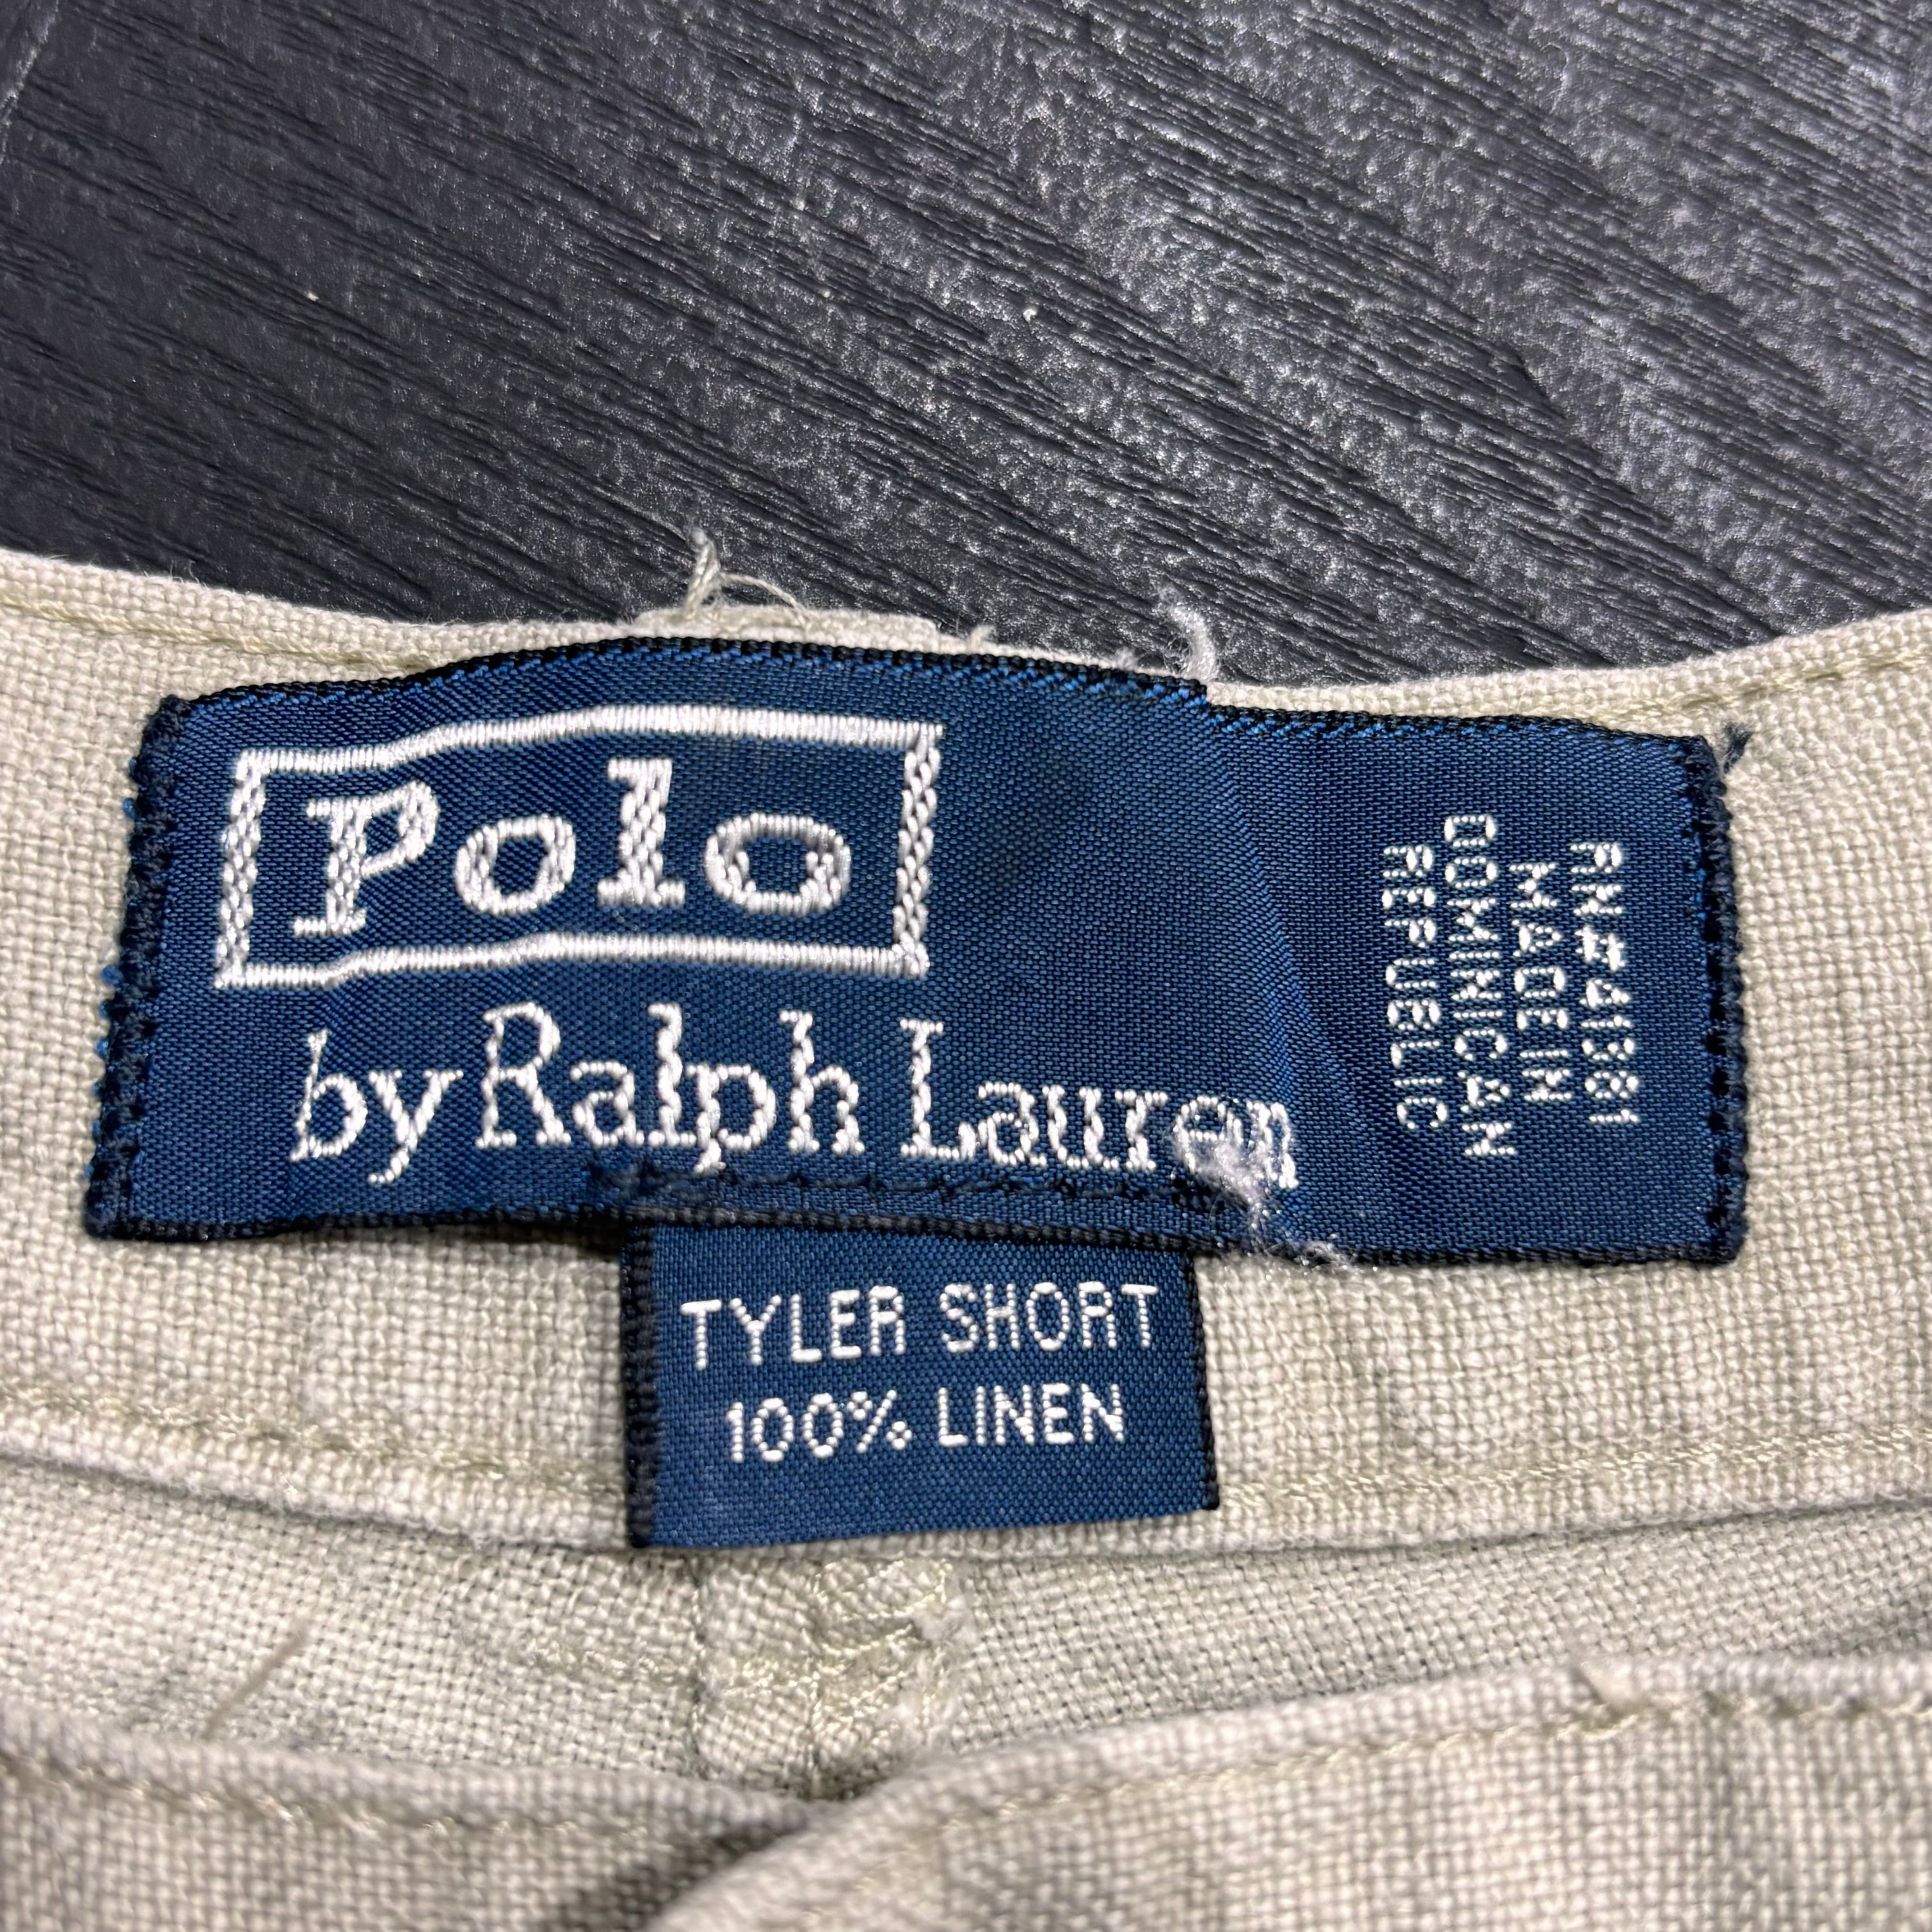 Polo
by Ralph Lauren
RN#41381
MADE IN
DOMINICAN
REPUBLIC
TYLER SHORT
100% LINEN